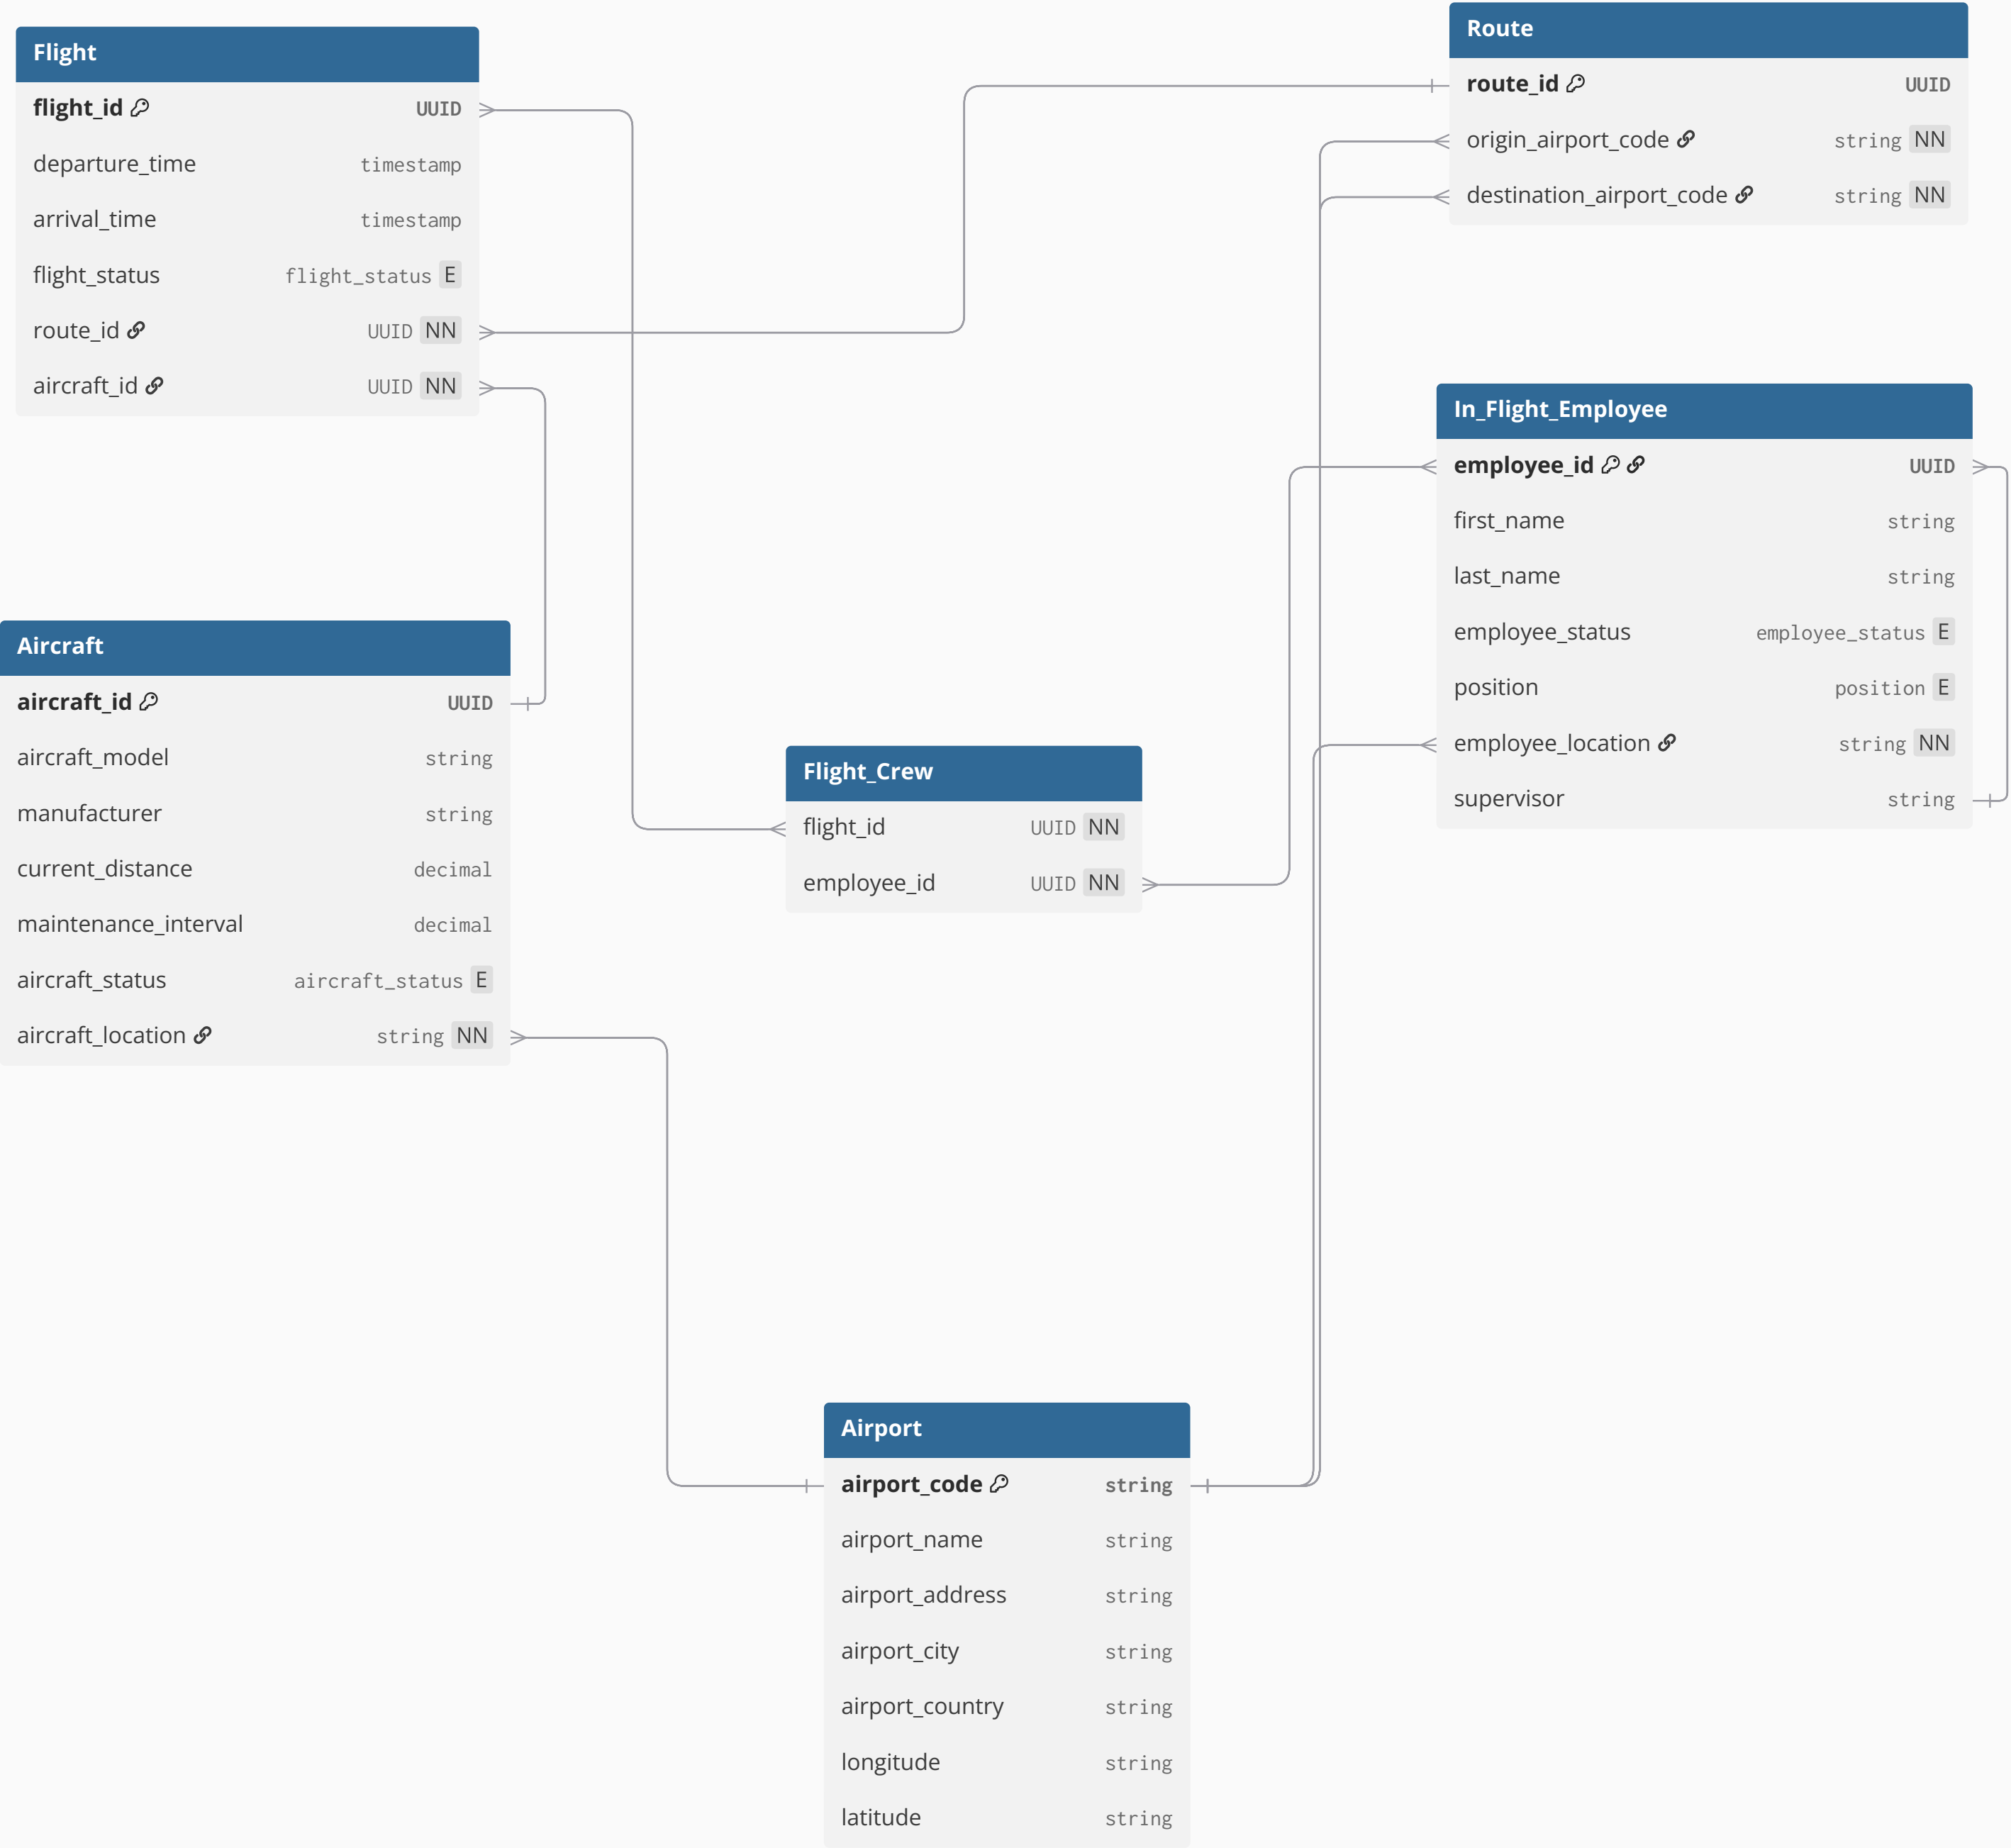 Flight
flight_id UUID
departure_time timestamp
arrival_time timestamp
flight_status flight_status E
route_id UUID NN
aircraft_id UUID NN
Route
route_id UUID
origin_airport_code string NN
destination_airport_code string NN
In_Flight_Employee
employee_id UUID
first_name string
last_name string
employee_status employee_status E
position position E
employee_location string NN
supervisor string
Aircraft
aircraft_id UUID
aircraft_model string
manufacturer string
current_distance decimal
maintenance_interval decimal
aircraft_status aircraft_status E
aircraft_location string NN
Flight_Crew
flight_id UUID NN
employee_id UUID NN
Airport
airport_code string
airport_name string
airport_address string
airport_city string
airport_country string
longitude string
latitude string